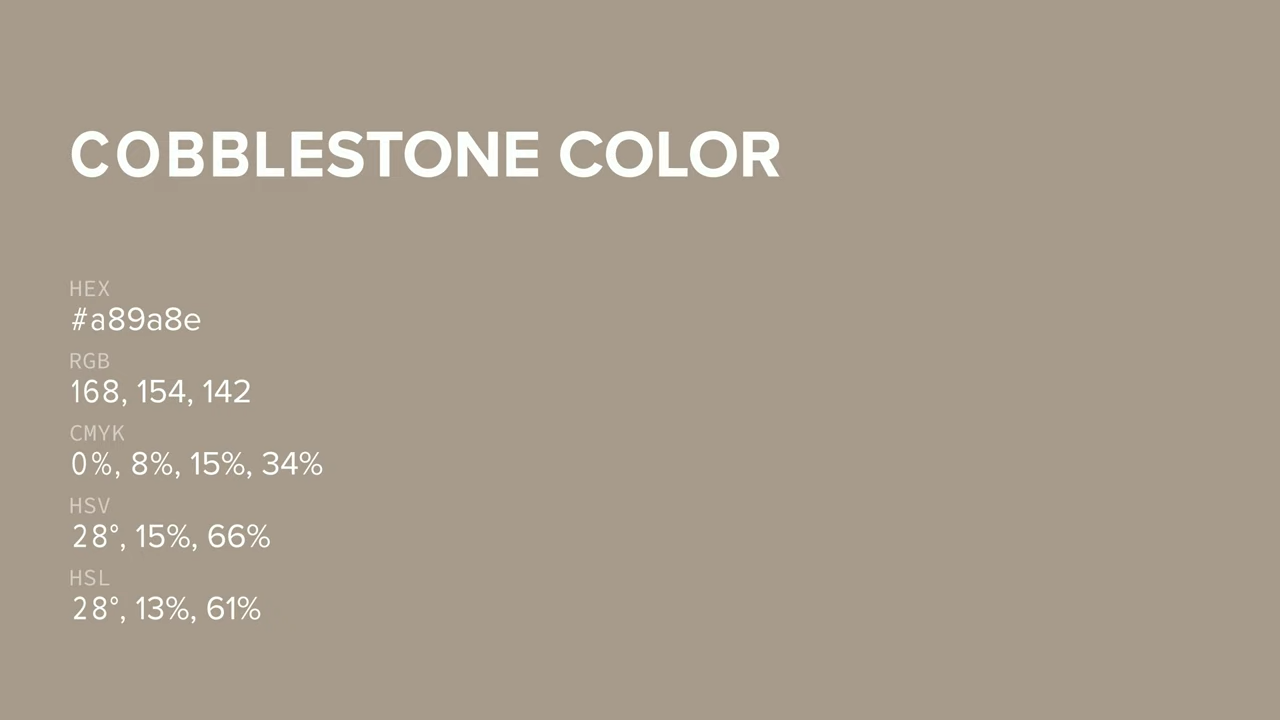 COBBLESTONE COLOR
HEX
#a89a8e
RGB
168, 154, 142
CMYK
0%, 8%, 15%, 34%
HSV
28°, 15%, 66%
HSL
28°, 13%, 61%